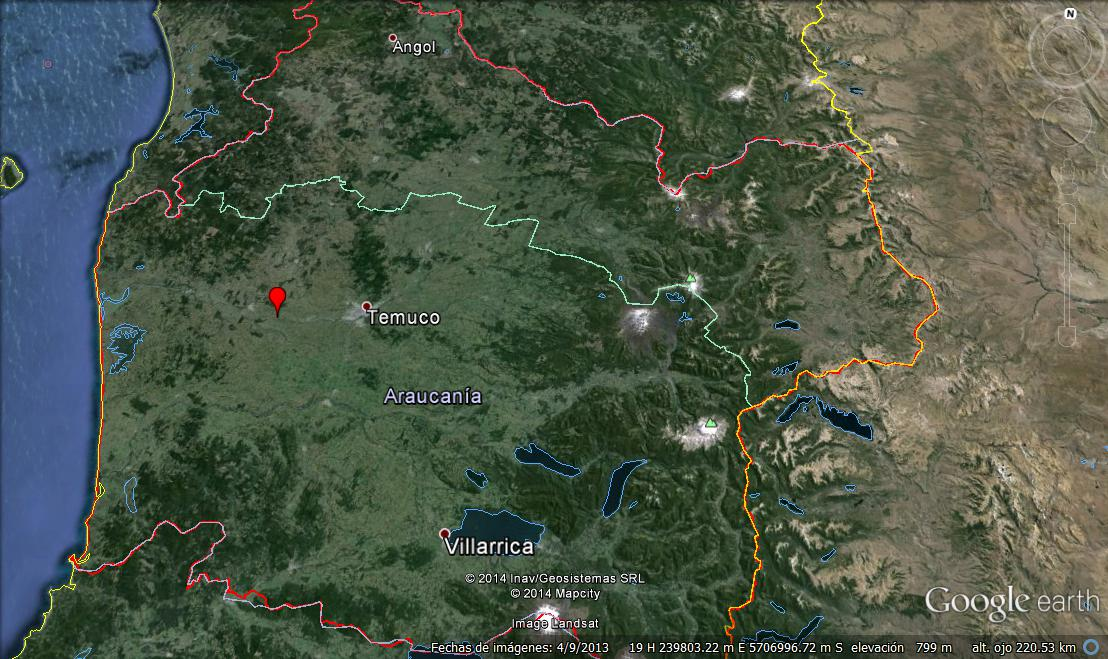 N
Angol
Temuco
Araucanía
Villarrica
© 2014 Inav/Geosistemas SRL
© 2014 Mapcity
Image Landsat
Google earth
Fechas de imágenes: 4/9/2013 19 H 239803.22 m E 5706996.72 m S elevación 799 m alt. ojo 220.53 km